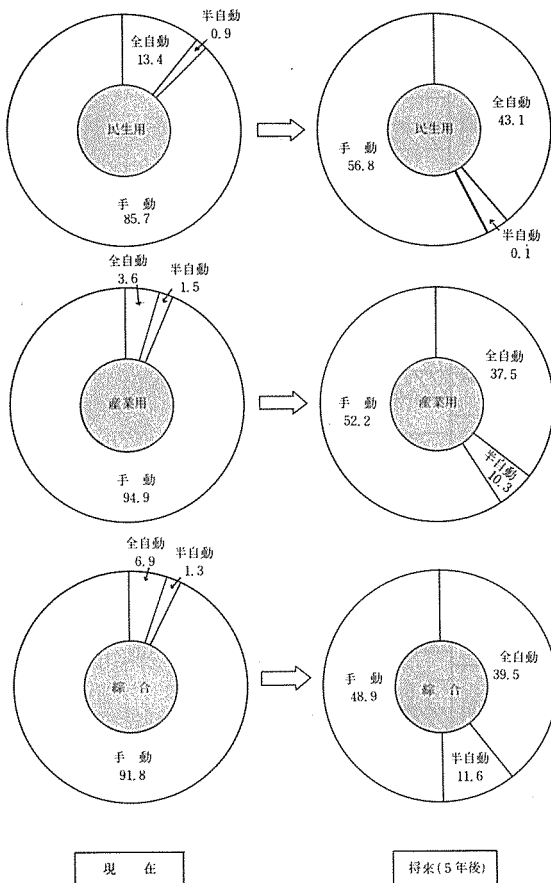 全自動
13.4
半自動
0.9
民生用
手動
85.7
全自動
43.1
民生用
手動
56.8
半自動
0.1
全自動
3.6
半自動
1.5
産業用
手動
94.9
全自動
37.5
産業用
手動
52.2
半自動
10.3
全自動
6.9
半自動
1.3
綜合
手動
91.8
全自動
39.5
綜合
手動
48.9
半自動
11.6
現在
将来(5年後)